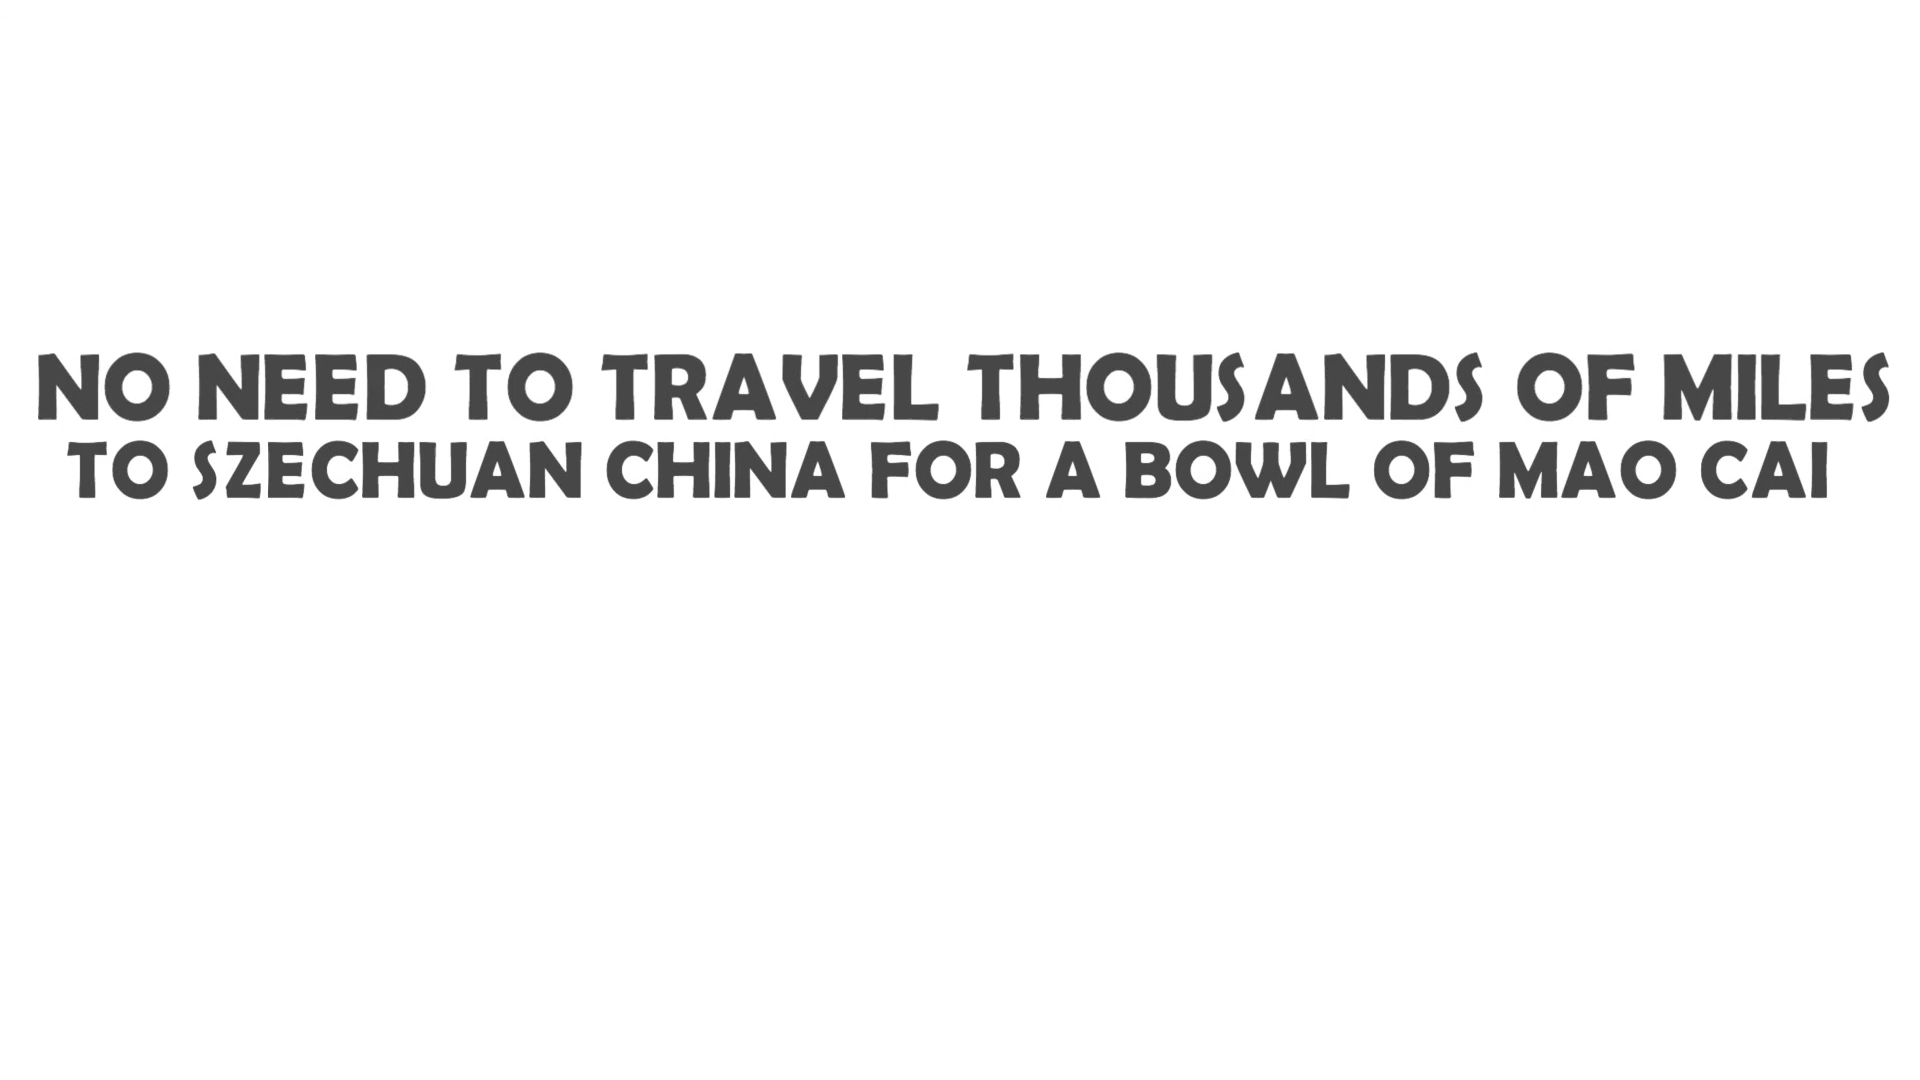 NO NEED TO TRAVEL THOUSANDS OF MILES
TO SZECHUAN CHINA FOR A BOWL OF MAO CAI